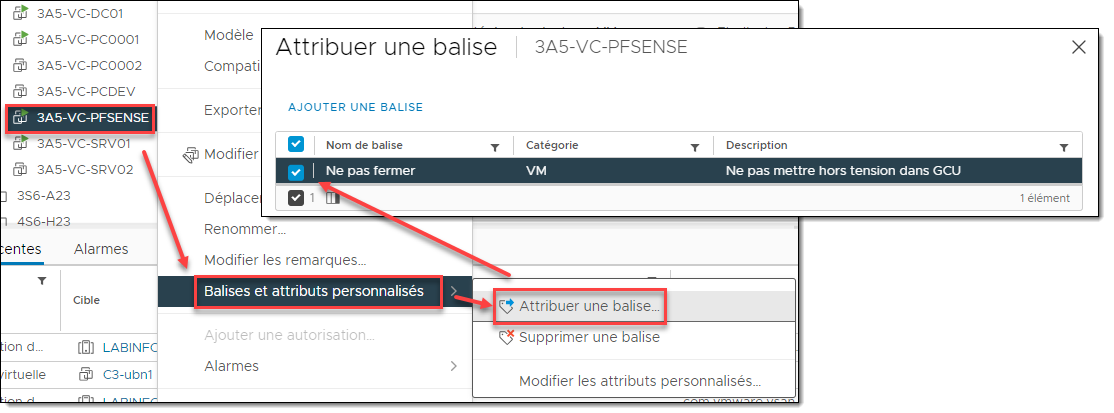 3A5-VC-DC01
3A5-VC-PC0001
3A5-VC-PC0002
3A5-VC-PCDEV
3A5-VC-PFSENSE
3A5-VC-SRV01
3A5-VC-SRV02
3S6-A23
4S6-H23
centes
Alarmes
Cible
tion d...
LABINFO
virtuelle
C3-ubn1
tion d...
LABINFO
Modèle
Compati
Exporter
Modifier
Déplacer
Renommer...
Modifier les remarques...
Balises et attributs personnalisés
Ajouter une autorisation...
Alarmes
Attribuer une balise...
Supprimer une balise
Modifier les attributs personnalisés...
com.vmware.vsan
Attribuer une balise
3A5-VC-PFSENSE
AJOUTER UNE BALISE
Nom de balise
Catégorie
Description
Ne pas fermer
VM
Ne pas mettre hors tension dans GCU
1
1 élément